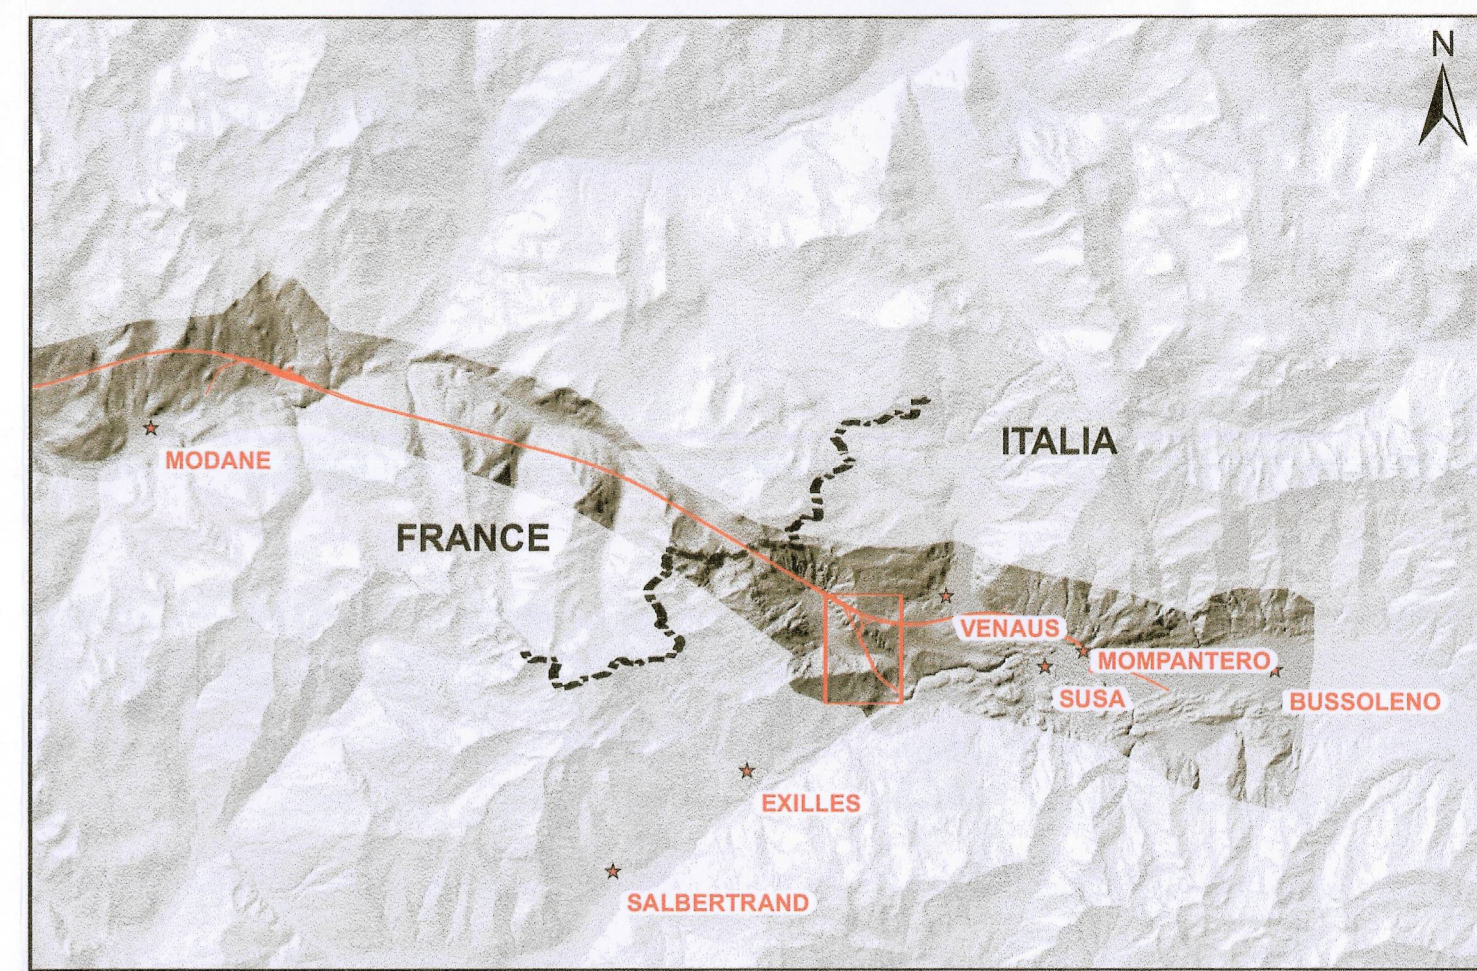 N
ITALIA
MODANE
FRANCE
VENAUS
MOMPANTERO
SUSA
BUSSOLENO
EXILLES
SALBERTRAND